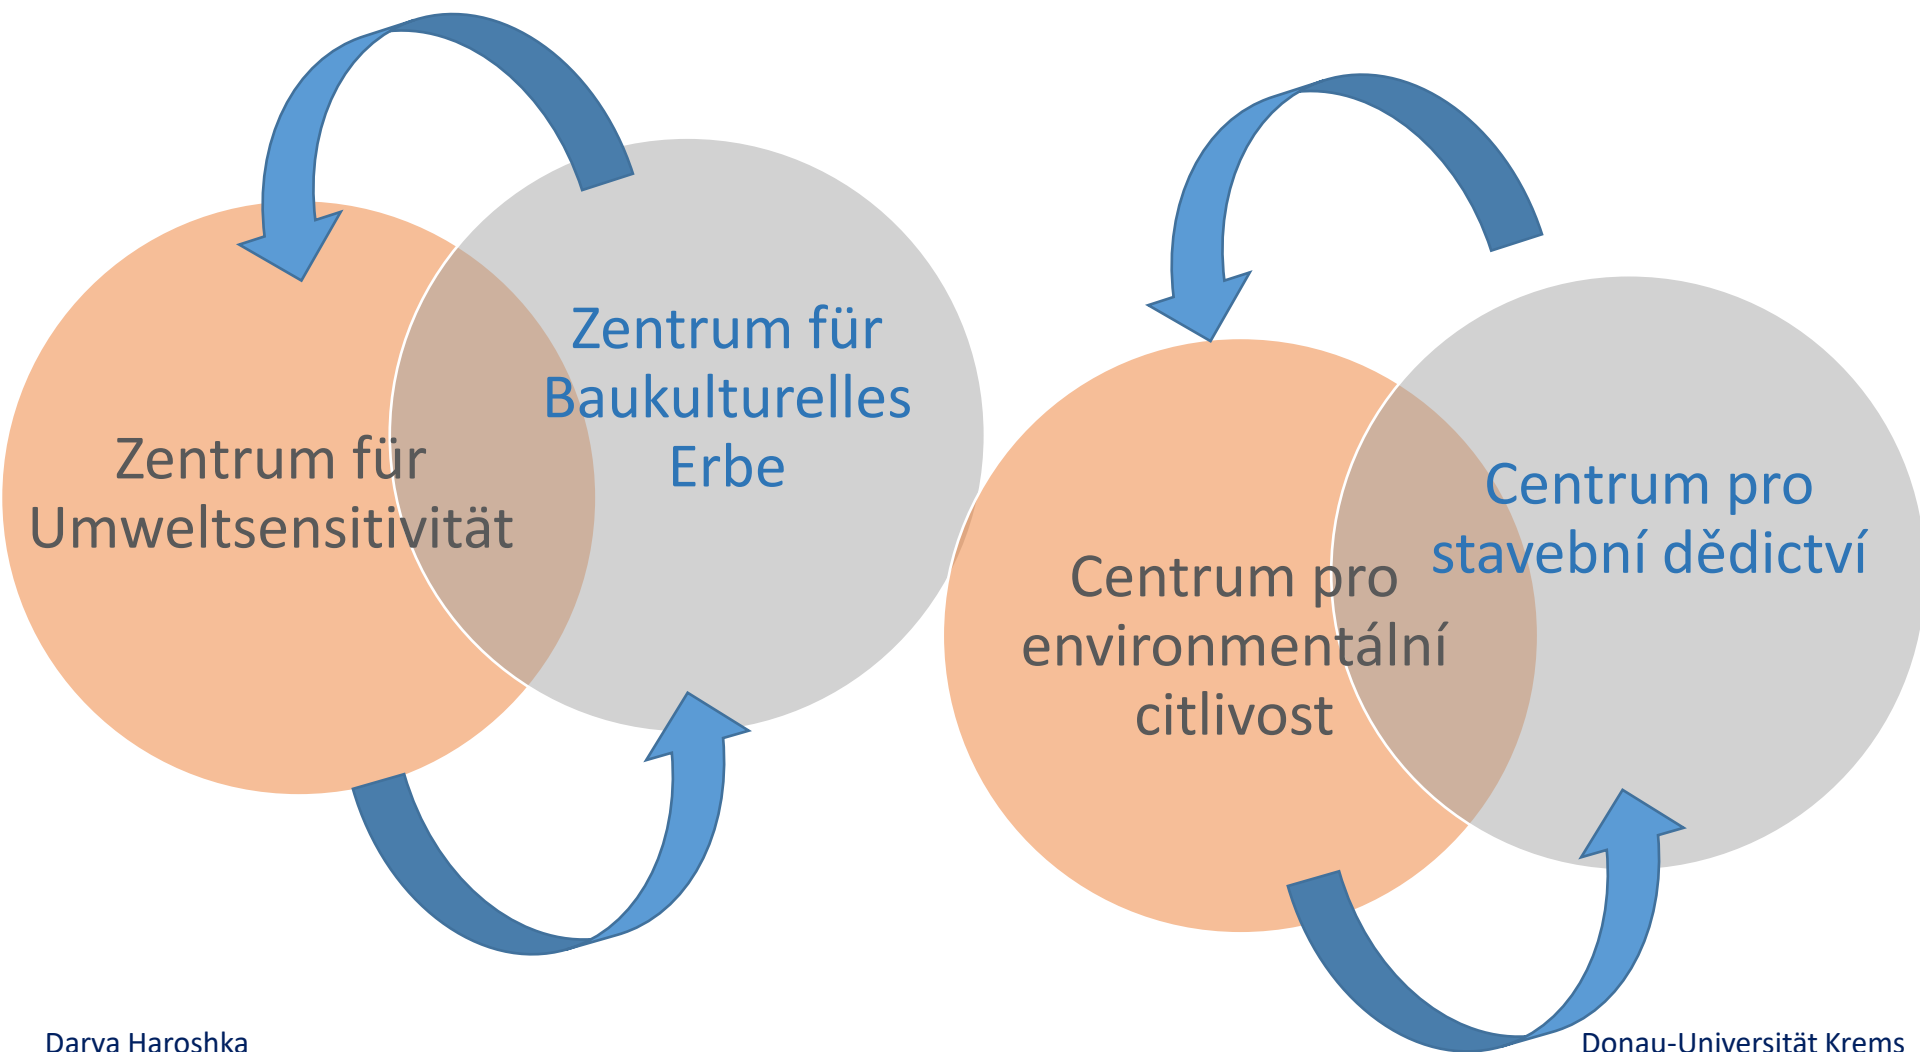 Zentrum für
Umweltsensitivität
Zentrum für
Baukulturelles
Erbe
Centrum pro
environmentální
citlivost
Centrum pro
stavební dědictví
Darya Haroshka
Donau-Universität Krems